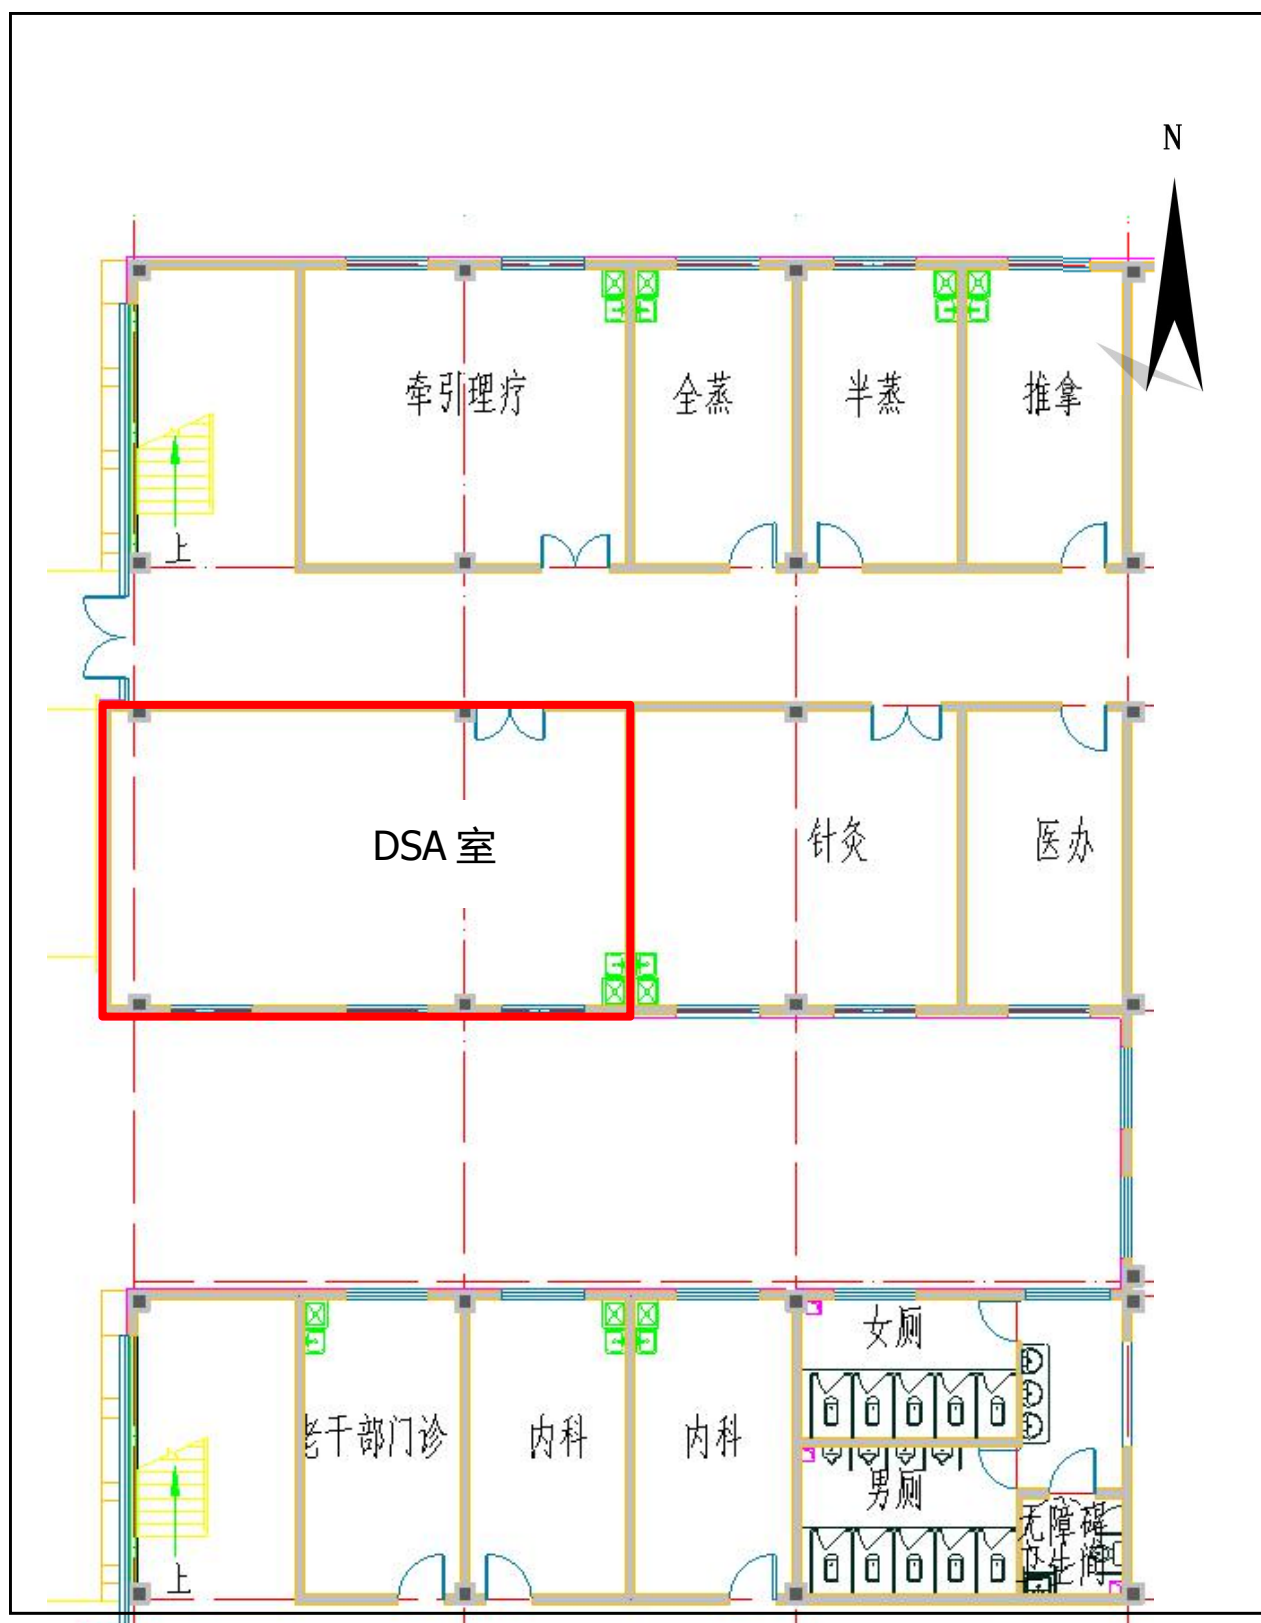 N
牵引理疗
全蒸
半蒸
推拿
上
DSA 室
针灸
医办
女厕
老干部门诊
内科
内科
男厕
无障碍
卫生间
上